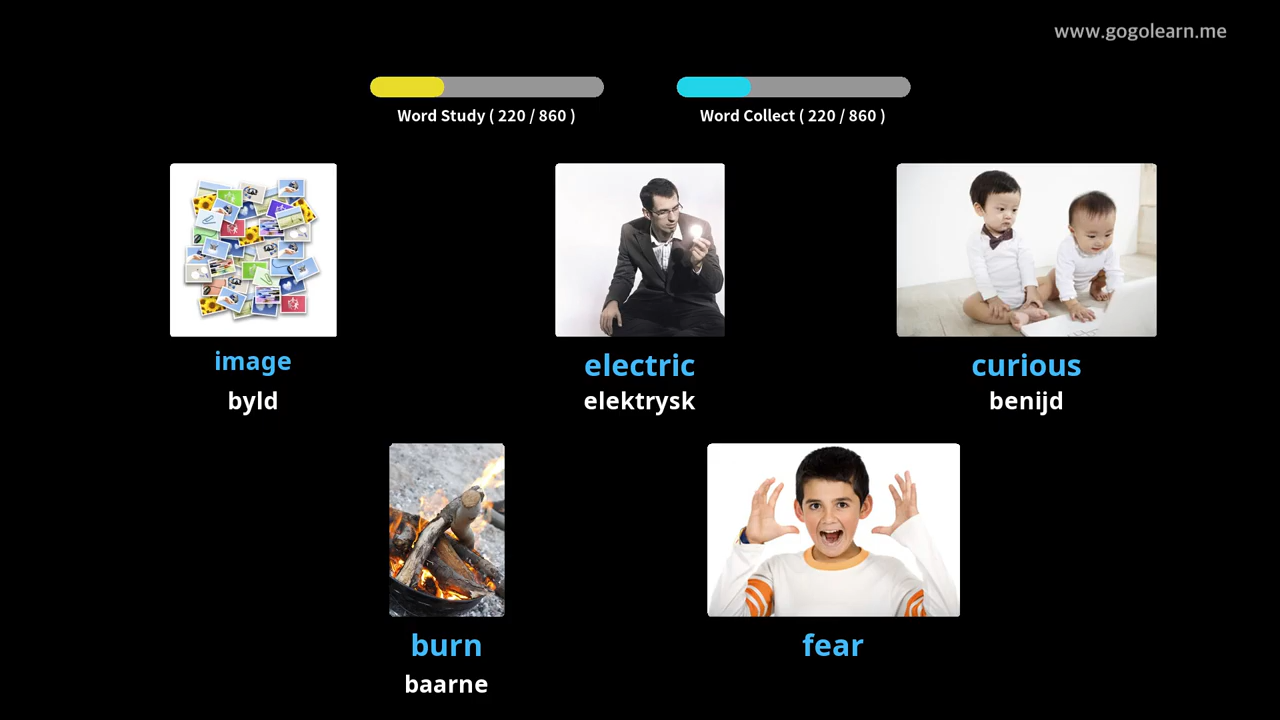 www.gogolearn.me
Word Study ( 220 / 860 )
Word Collect ( 220 / 860 )
image
byld
electric
elektrysk
curious
benijd
burn
baarne
fear